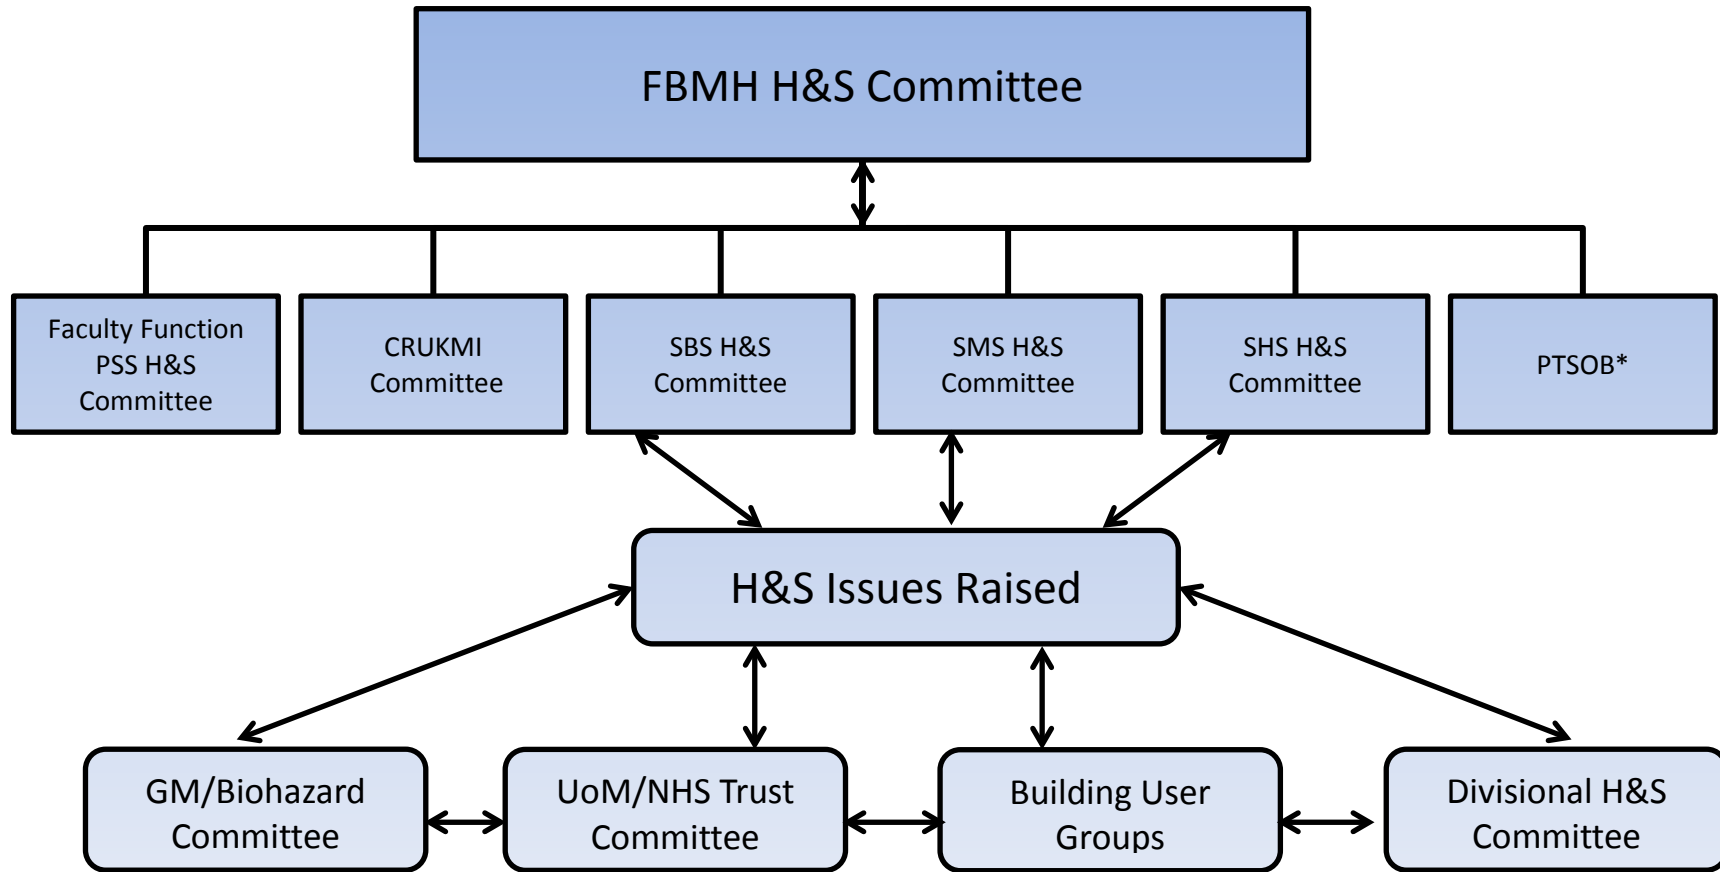 FBMH H&S Committee
Faculty Function
PSS H&S
Committee
CRUKMI
Committee
SBS H&S
Committee
SMS H&S
Committee
SHS H&S
Committee
PTSOB*
H&S Issues Raised
GM/Biohazard
Committee
UoM/NHS Trust
Committee
Building User
Groups
Divisional H&S
Committee